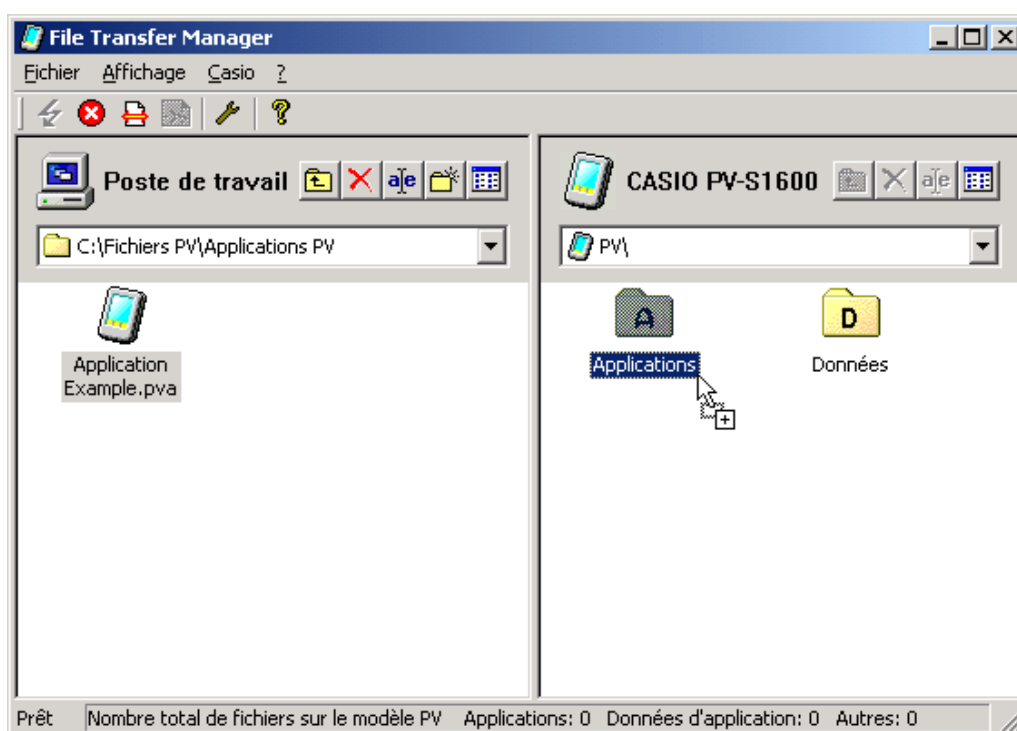 File Transfer Manager
Fichier Affichage Casio ?
Poste de travail
a|e
CASIO PV-S1600
a|e
C:\Fichiers PV\Applications PV
PV\
Application
Example.pva
A
Applications
D
Données
Prêt Nombre total de fichiers sur le modèle PV Applications: 0 Données d'application: 0 Autres: 0